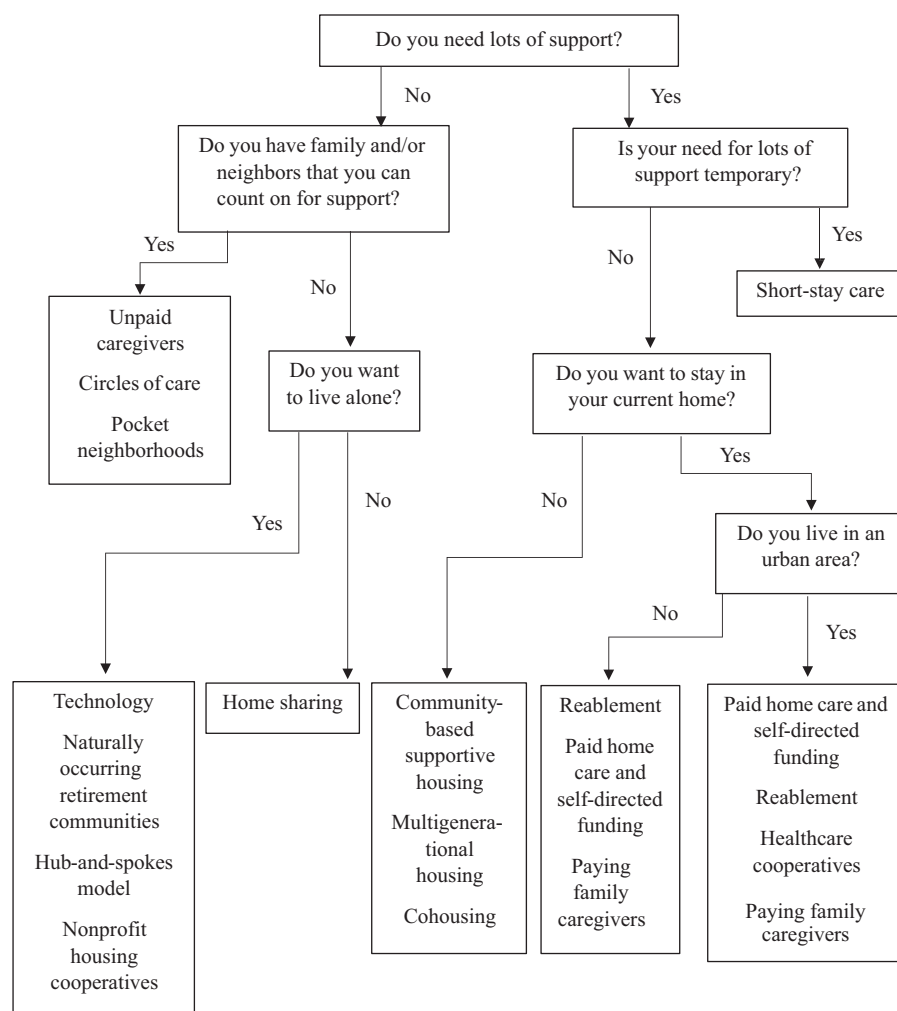 Do you need lots of support?
No
Yes
Do you have family and/or
neighbors that you can
count on for support?
Is your need for lots of
support temporary?
Yes
No
No
Yes
Short-stay care
Unpaid
caregivers
Circles of care
Pocket
neighborhoods
Do you want
to live alone?
Do you want to stay in
your current home?
Yes
No
No
Yes
Do you live in an
urban area?
No
Yes
Technology
Naturally
occurring
retirement
communities
Hub-and-spokes
model
Nonprofit
housing
cooperatives
Home sharing
Community-
based
supportive
housing
Multigenera-
tional
housing
Cohousing
Reablement
Paid home
care and
self-directed
funding
Paying
family
caregivers
Paid home care and
self-directed
funding
Reablement
Healthcare
cooperatives
Paying family
caregivers